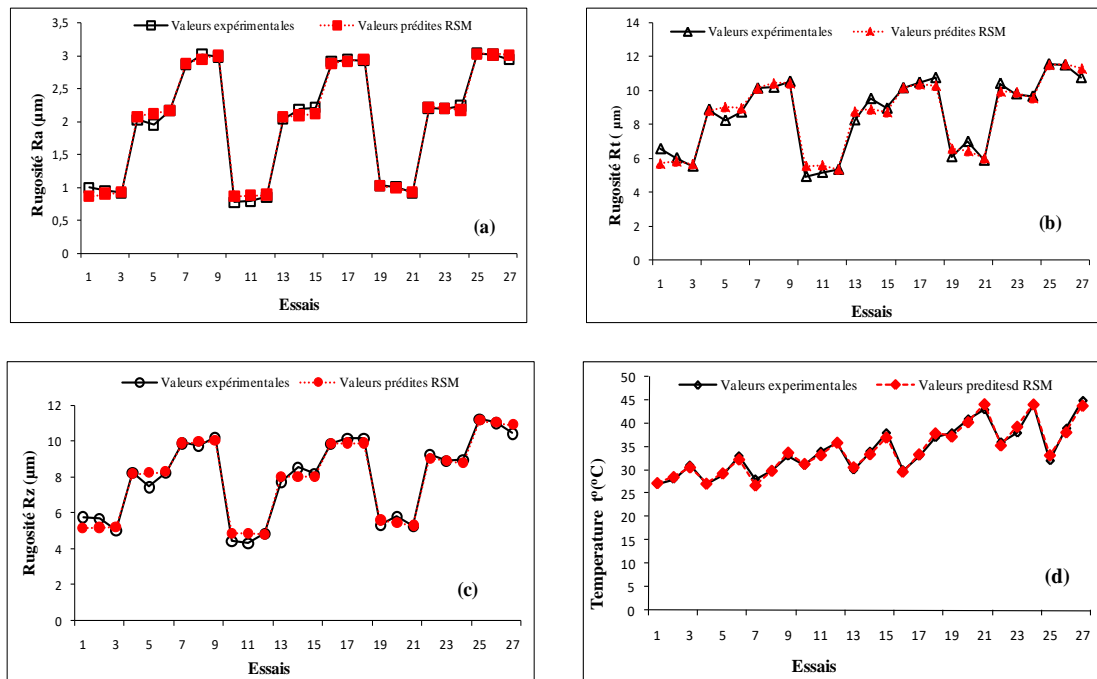 Valeurs expérimentales
Valeurs prédites RSM
3,5
3
2,5
2
1,5
1
0,5
0
Rugosité Ra (µm)
1 3 5 7 9 11 13 15 17 19 21 23 25 27
Essais
(a)
Valeurs expérimentales
Valeurs prédites RSM
14
12
10
8
6
4
2
0
Rugosité Rt ( µm)
1 3 5 7 9 11 13 15 17 19 21 23 25 27
Essais
(b)
Valeurs expérimentales
Valeurs prédites RSM
12
10
8
6
4
2
0
Rugosité Rz (µm)
1 3 5 7 9 11 13 15 17 19 21 23 25 27
Essais
(c)
Valeurs experimentales
Valeurs preditesd RSM
50
45
40
35
30
25
20
15
10
5
0
Temperature t°(°C)
1 3 5 7 9 11 13 15 17 19 21 23 25 27
Essais
(d)